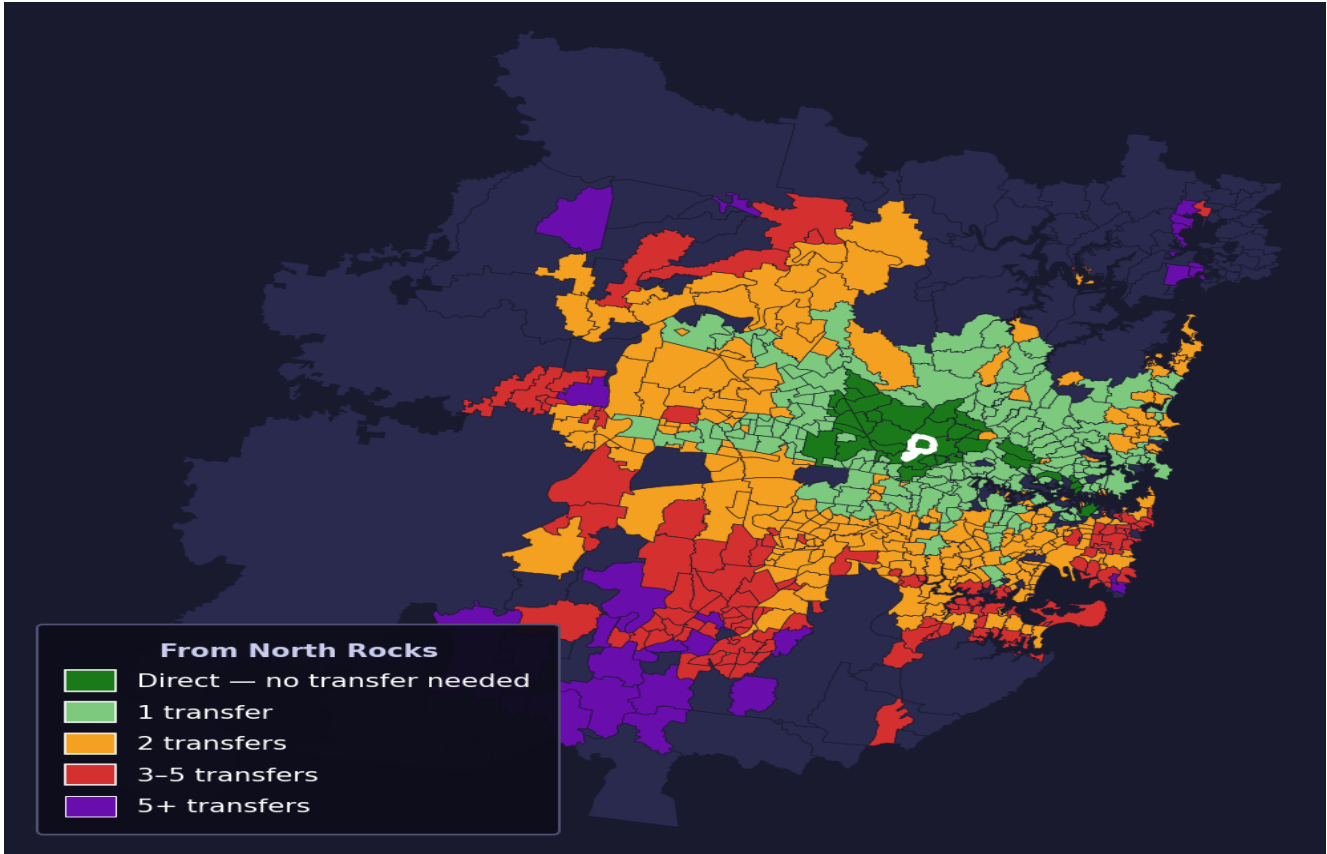 From North Rocks
Direct — no transfer needed
1 transfer
2 transfers
3–5 transfers
5+ transfers